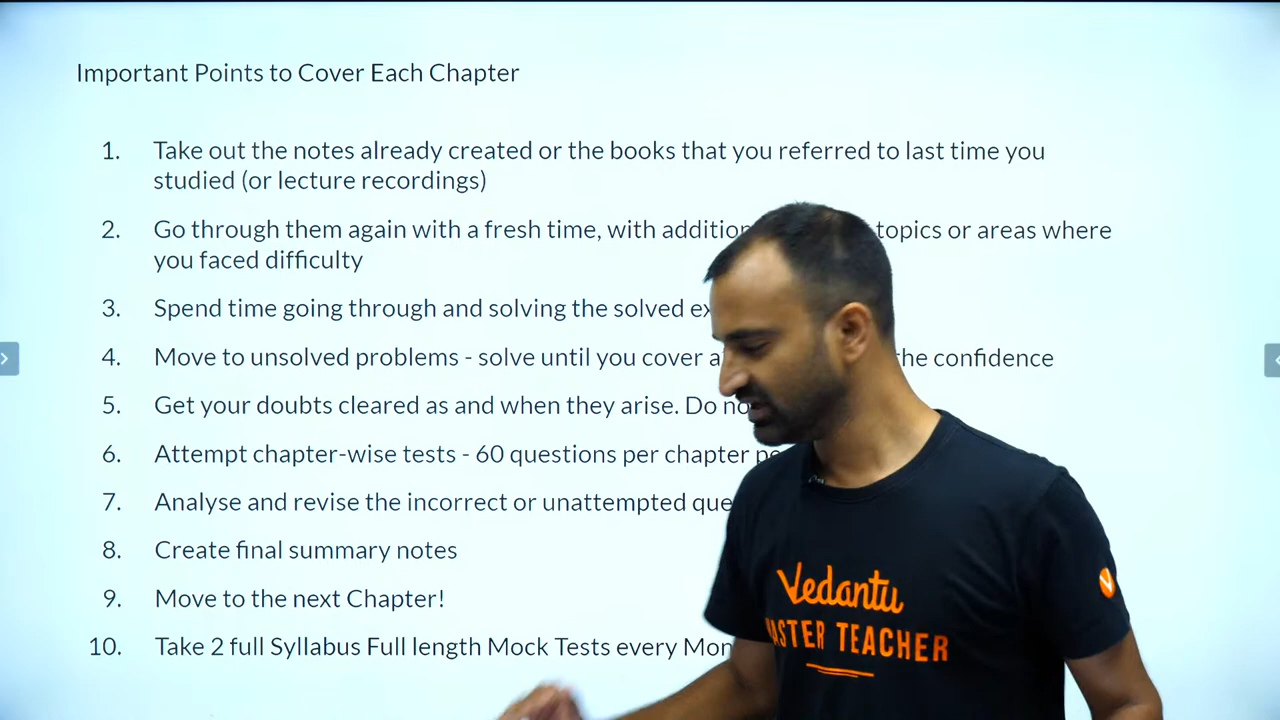 Important Points to Cover Each Chapter
1. Take out the notes already created or the books that you referred to last time you
studied (or lecture recordings)
2. Go through them again with a fresh time, with topics or areas where
you faced difficulty
3. Spend time going through and solving the solved
4. Move to unsolved problems - solve until you cover the confidence
5. Get your doubts cleared as and when they arise. Do
6. Attempt chapter-wise tests - 60 questions per chapter
7. Analyse and revise the incorrect or unattempted
8. Create final summary notes
9. Move to the next Chapter!
10. Take 2 full Syllabus Full length Mock Tests every
Vedantu
MASTER TEACHER
V